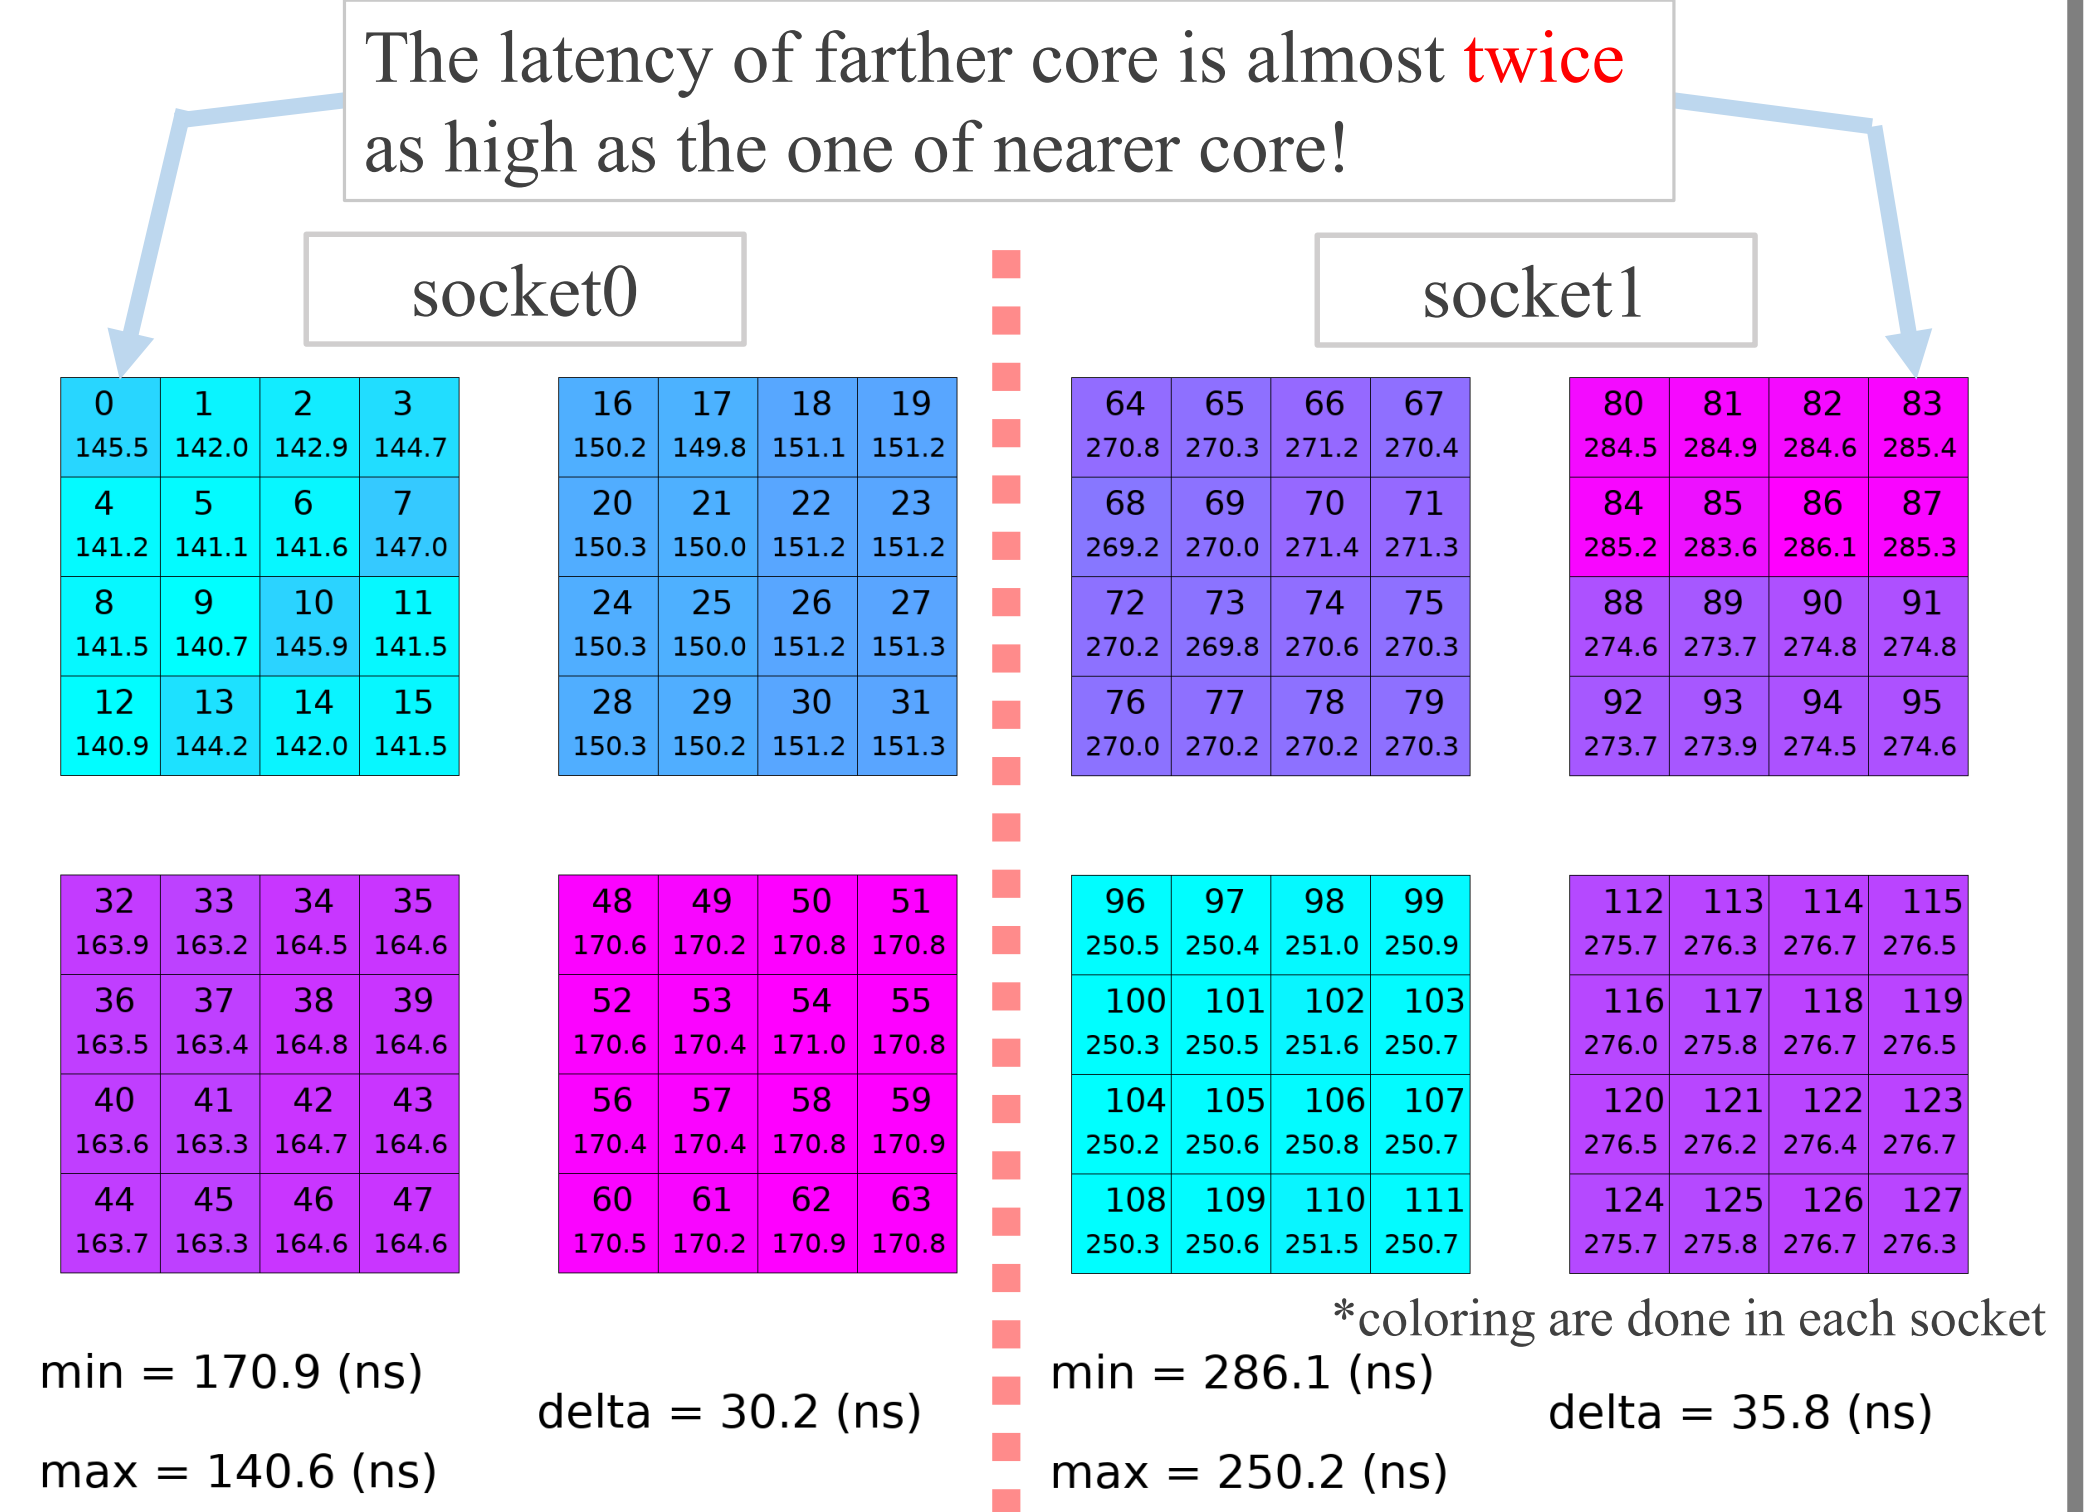 The latency of farther core is almost twice
as high as the one of nearer core!
socket0
socket1
0 1 2 3
145.5 142.0 142.9 144.7
4 5 6 7
141.2 141.1 141.6 147.0
8 9 10 11
141.5 140.7 145.9 141.5
12 13 14 15
140.9 144.2 142.0 141.5
16 17 18 19
150.2 149.8 151.1 151.2
20 21 22 23
150.3 150.0 151.2 151.2
24 25 26 27
150.3 150.0 151.2 151.3
28 29 30 31
150.3 150.2 151.2 151.3
64 65 66 67
270.8 270.3 271.2 270.4
68 69 70 71
269.2 270.0 271.4 271.3
72 73 74 75
270.2 269.8 270.6 270.3
76 77 78 79
270.0 270.2 270.2 270.3
80 81 82 83
284.5 284.9 284.6 285.4
84 85 86 87
285.2 283.6 286.1 285.3
88 89 90 91
274.6 273.7 274.8 274.8
92 93 94 95
273.7 273.9 274.5 274.6
32 33 34 35
163.9 163.2 164.5 164.6
36 37 38 39
163.5 163.4 164.8 164.6
40 41 42 43
163.6 163.3 164.7 164.6
44 45 46 47
163.7 163.3 164.6 164.6
48 49 50 51
170.6 170.2 170.8 170.8
52 53 54 55
170.6 170.4 171.0 170.8
56 57 58 59
170.4 170.4 170.8 170.9
60 61 62 63
170.5 170.2 170.9 170.8
96 97 98 99
250.5 250.4 251.0 250.9
100 101 102 103
250.3 250.5 251.6 250.7
104 105 106 107
250.2 250.6 250.8 250.7
108 109 110 111
250.3 250.6 251.5 250.7
112 113 114 115
275.7 276.3 276.7 276.5
116 117 118 119
276.0 275.8 276.7 276.5
120 121 122 123
276.5 276.2 276.4 276.7
124 125 126 127
275.7 275.8 276.7 276.3
*coloring are done in each socket
min = 170.9 (ns)
delta = 30.2 (ns)
max = 140.6 (ns)
min = 286.1 (ns)
delta = 35.8 (ns)
max = 250.2 (ns)